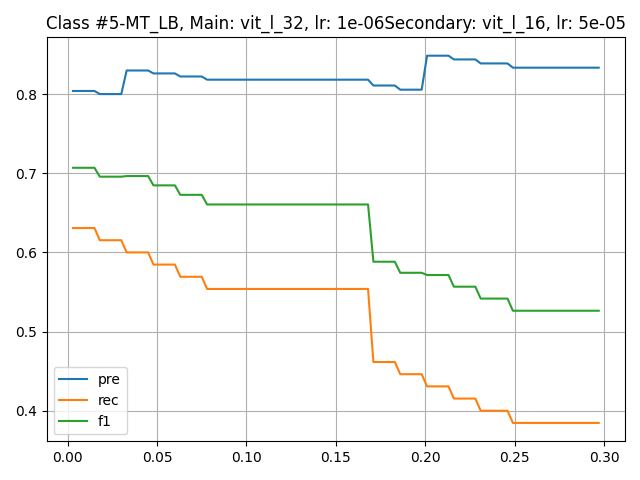 Class #5-MT_LB, Main: vit_l_32, lr: 1e-06Secondary: vit_l_16, lr: 5e-05
0.8
0.7
0.6
0.5
0.4
pre
rec
f1
0.00 0.05 0.10 0.15 0.20 0.25 0.30